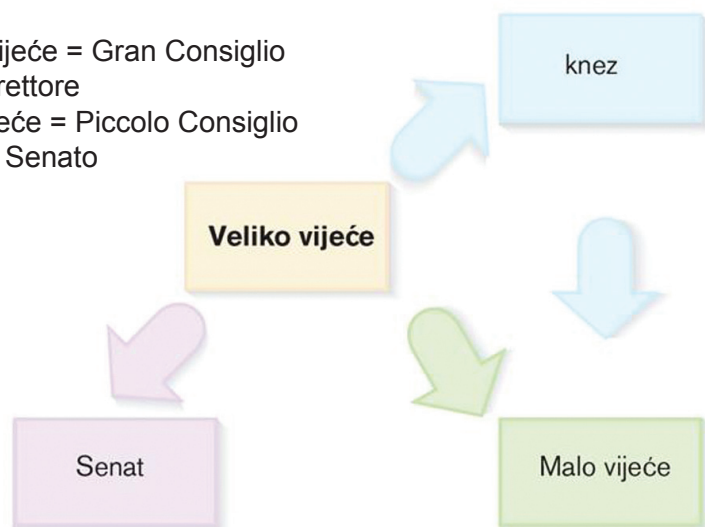 ijeće = Gran Consiglio
rettore
eće = Piccolo Consiglio
Senato
knez
Veliko vijeće
Senat
Malo vijeće